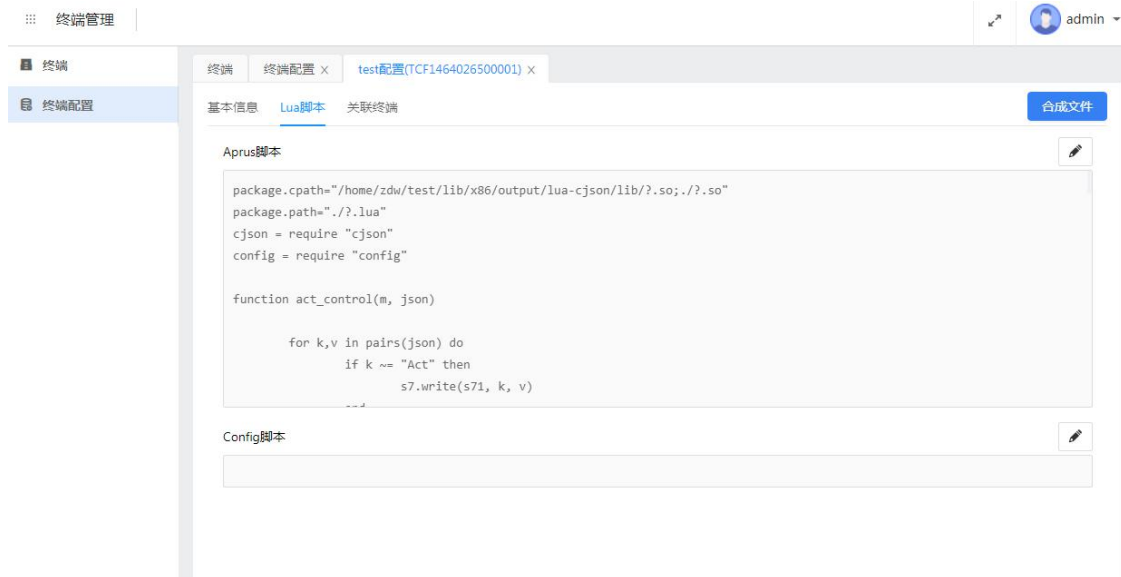 终端管理
admin
终端
终端配置
终端 终端配置 × test配置(TCF1464026500001) ×
基本信息 Lua脚本 关联终端 合成文件
Aprus脚本
package.cpath="/home/zdw/test/lib/x86/output/lua-cjson/lib/?.so;./?.so"
package.path="./?.lua"
cjson = require "cjson"
config = require "config"
function act_control(m, json)
for k,v in pairs(json) do
if k ~= "Act" then
s7.write(s71, k, v)
Config脚本